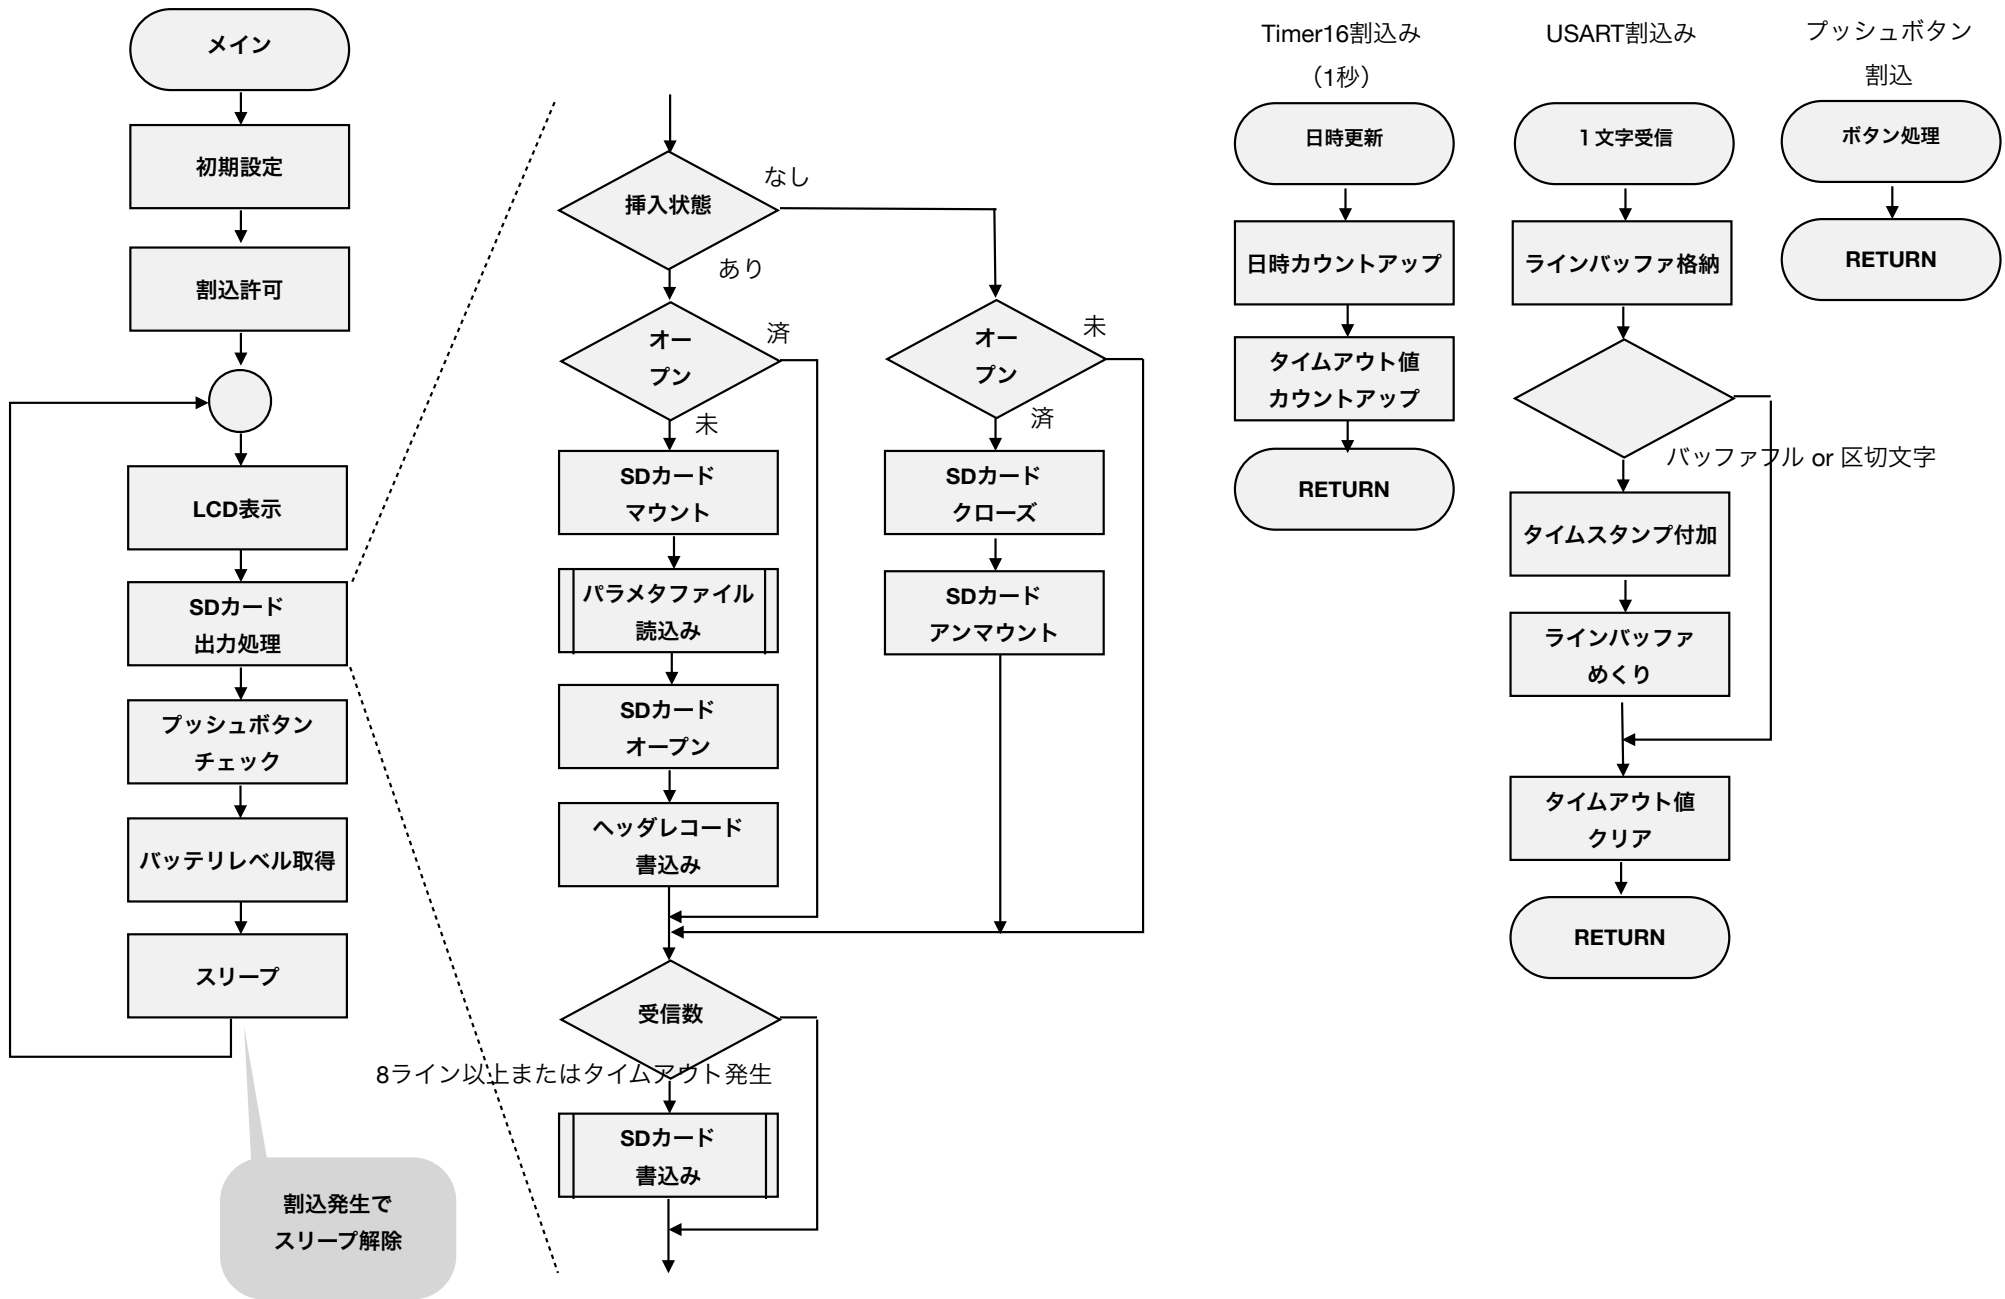 メイン
初期設定
割込許可
LCD表示
SDカード
出力処理
プッシュボタン
チェック
バッテリレベル取得
スリープ
割込発生で
スリープ解除
挿入状態
なし
あり
オー
プン
済
未
SDカード
マウント
パラメタファイル
読込み
SDカード
オープン
ヘッダレコード
書込み
オー
プン
未
済
SDカード
クローズ
SDカード
アンマウント
受信数
8ライン以上またはタイムアウト発生
SDカード
書込み
Timer16割込み
（1秒）
日時更新
日時カウントアップ
タイムアウト値
カウントアップ
RETURN
USART割込み
１文字受信
ラインバッファ格納
バッファフル or 区切文字
タイムスタンプ付加
ラインバッファ
めくり
タイムアウト値
クリア
RETURN
プッシュボタン
割込
ボタン処理
RETURN